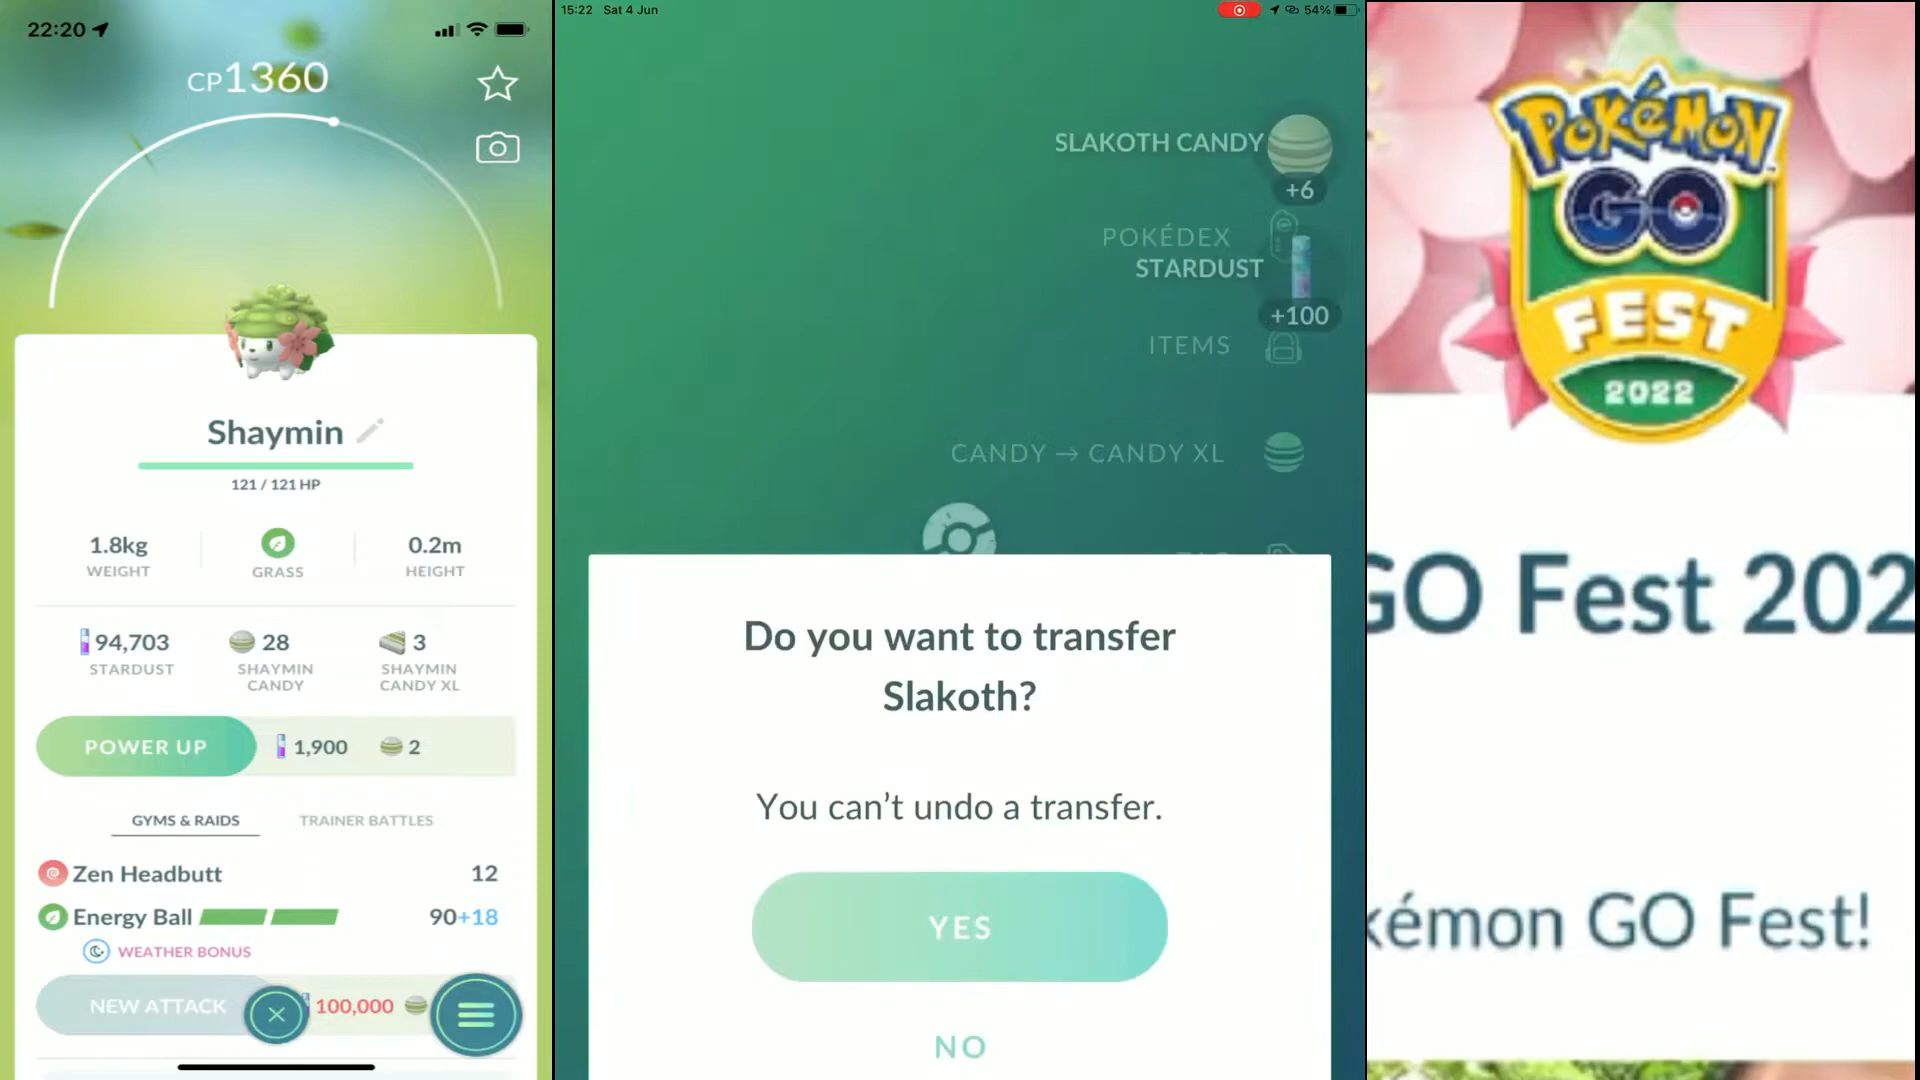 22:20
CP1360
Shaymin
121 / 121 HP
1.8kg
WEIGHT
GRASS
0.2m
HEIGHT
94,703
STARDUST
28
SHAYMIN
CANDY
3
SHAYMIN
CANDY XL
POWER UP
1,900
2
GYMS & RAIDS
TRAINER BATTLES
Zen Headbutt
12
Energy Ball
90+18
WEATHER BONUS
NEW ATTACK
100,000
15:22 Sat 4 Jun
54%
SLAKOTH CANDY
+6
POKÉDEX
STARDUST
+100
ITEMS
CANDY → CANDY XL
Do you want to transfer
Slakoth?
You can’t undo a transfer.
YES
NO
POKéMON
GO
FEST
2022
GO Fest 202
kémon GO Fest!